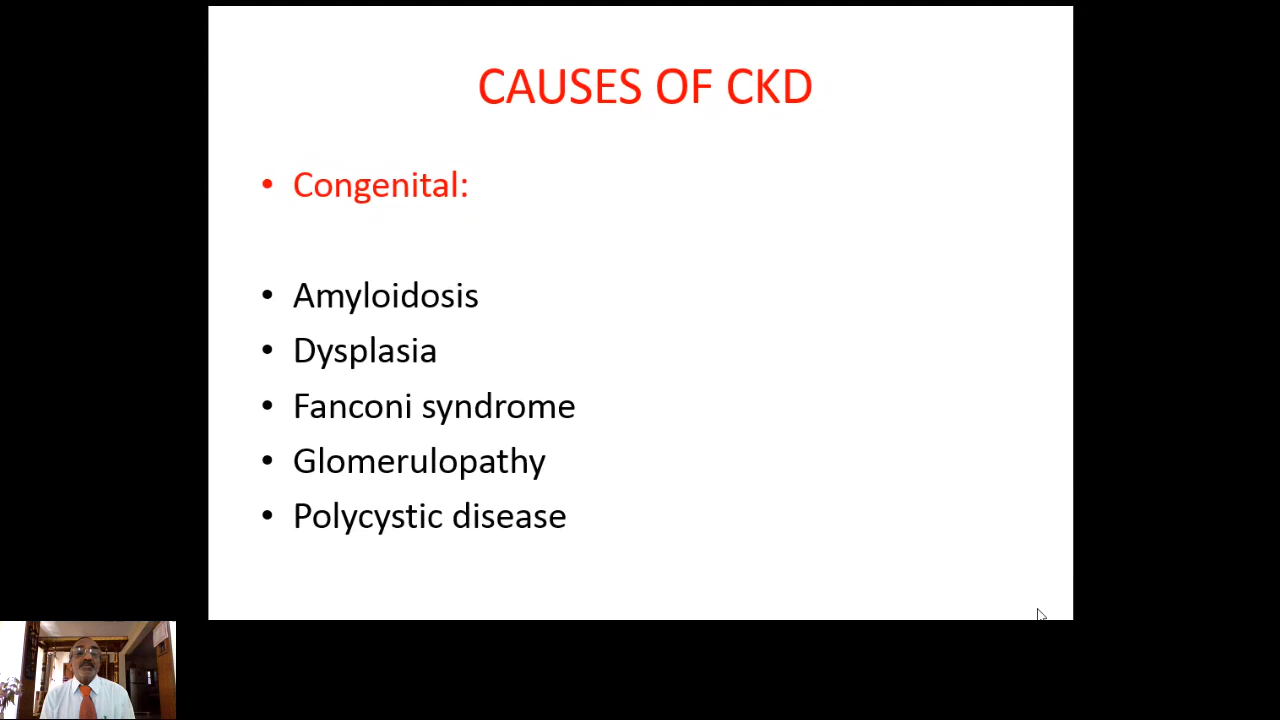 CAUSES OF CKD
• Congenital:
• Amyloidosis
• Dysplasia
• Fanconi syndrome
• Glomerulopathy
• Polycystic disease